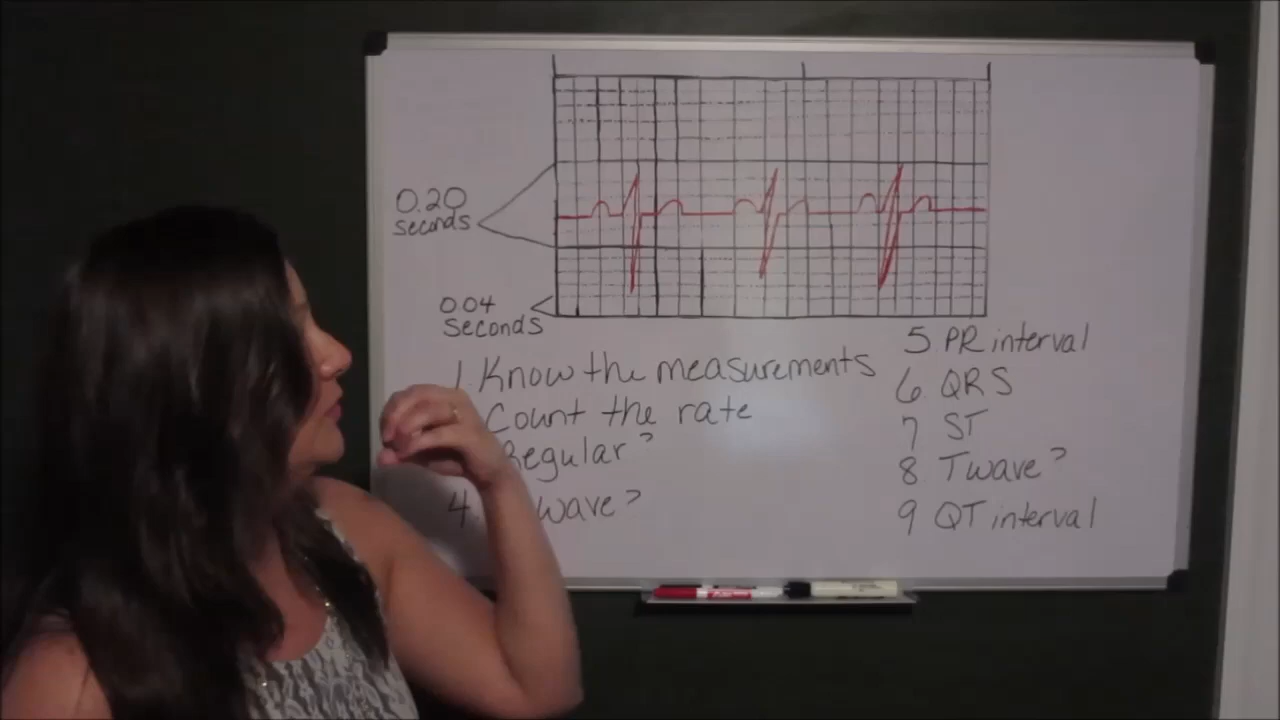 0.20
seconds
0.04
seconds
1 Know the measurements
Count the rate
Regular?
4 wave?
5 PR interval
6 QRS
7 ST
8 T wave?
9 QT interval